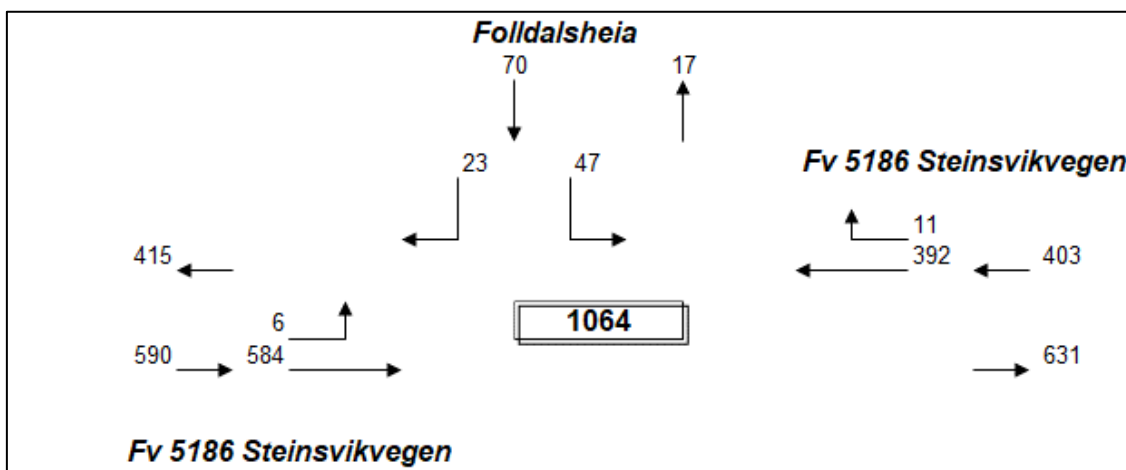 Folldalsheia
70 17
23 47
Fv 5186 Steinsvikvegen
11
415 392 403
6 1064
590 584 631
Fv 5186 Steinsvikvegen